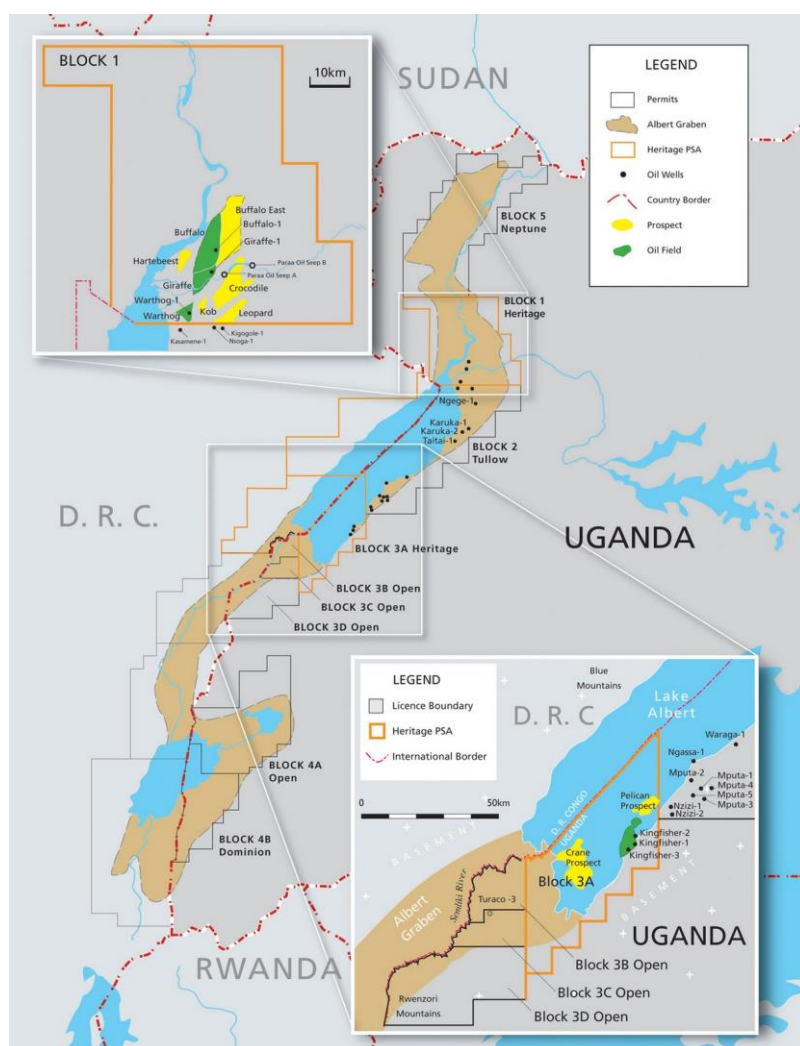 BLOCK 1
10km
Buffalo East
Buffalo-1
Buffalo
Giraffe-1
Hartebeest
Paraa Oil Seep B
Paraa Oil Seep A
Giraffe
Crocodile
Warthog-1
Warthog
Kob
Leopard
Kigogole-1
Kasamene-1
Nsoga-1
SUDAN
LEGEND
Permits
Albert Graben
Heritage PSA
Oil Wells
Country Border
Prospect
Oil Field
BLOCK 5
Neptune
BLOCK 1
Heritage
Ngege-1
Karuka-1
Karuka-2
Taitai-1
BLOCK 2
Tullow
D. R. C.
UGANDA
BLOCK 3A Heritage
BLOCK 3B Open
BLOCK 3C Open
BLOCK 3D Open
BLOCK 4A
Open
BLOCK 4B
Dominion
RWANDA
LEGEND
Licence Boundary
Heritage PSA
International Border
0
50km
Blue
Mountains
D. R. C
Lake
Albert
Waraga-1
Ngassa-1
Mputa-2
Mputa-1
Mputa-4
Mputa-5
Mputa-3
Nzizi-1
Nzizi-2
Pelican
Prospect
D. R. CONGO
UGANDA
Kingfisher-2
Kingfisher-1
Kingfisher-3
Crane
Prospect
Block 3A
BASEMENT
BASEMENT
Albert
Graben
Semliki River
Turaco -3
UGANDA
Block 3B Open
Block 3C Open
Block 3D Open
Rwenzori
Mountains